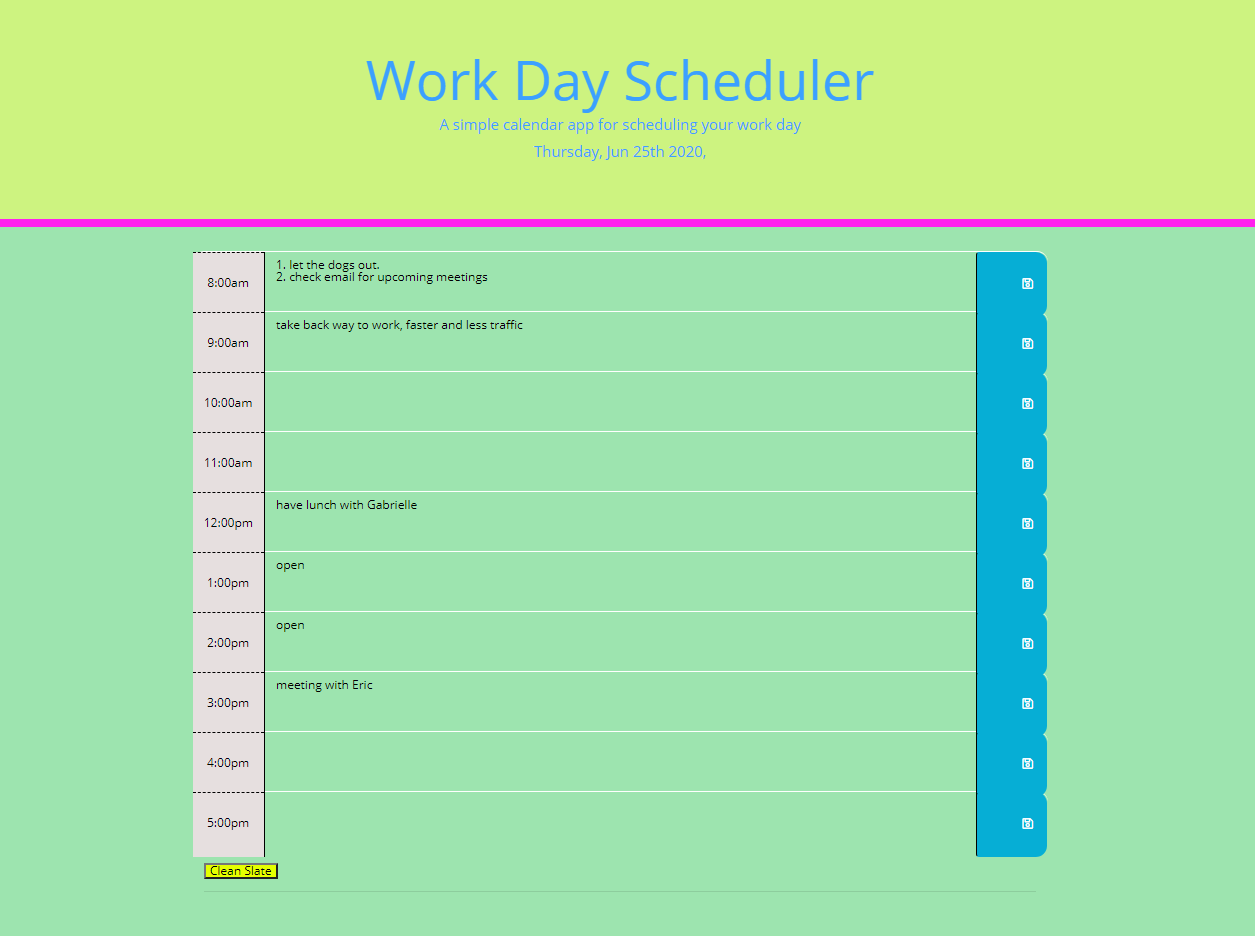 Work Day Scheduler
A simple calendar app for scheduling your work day
Thursday, Jun 25th 2020,
8:00am
1. let the dogs out.
2. check email for upcoming meetings
9:00am
take back way to work, faster and less traffic
10:00am
11:00am
12:00pm
have lunch with Gabrielle
1:00pm
open
2:00pm
open
3:00pm
meeting with Eric
4:00pm
5:00pm
Clean Slate